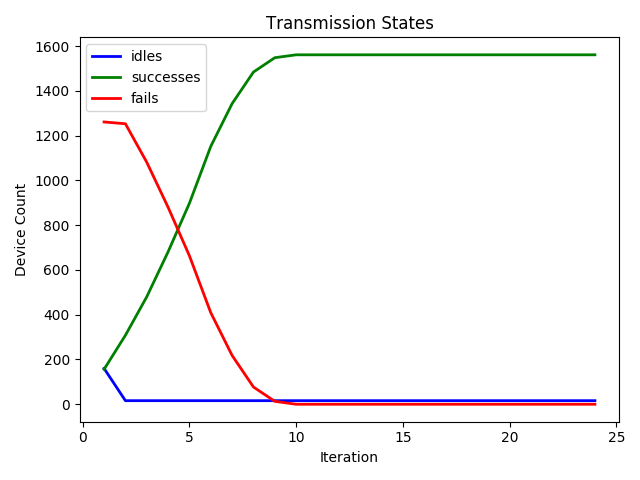 Transmission States
idles
successes
fails
1600
1400
1200
1000
800
600
400
200
0
Device Count
0 5 10 15 20 25
Iteration